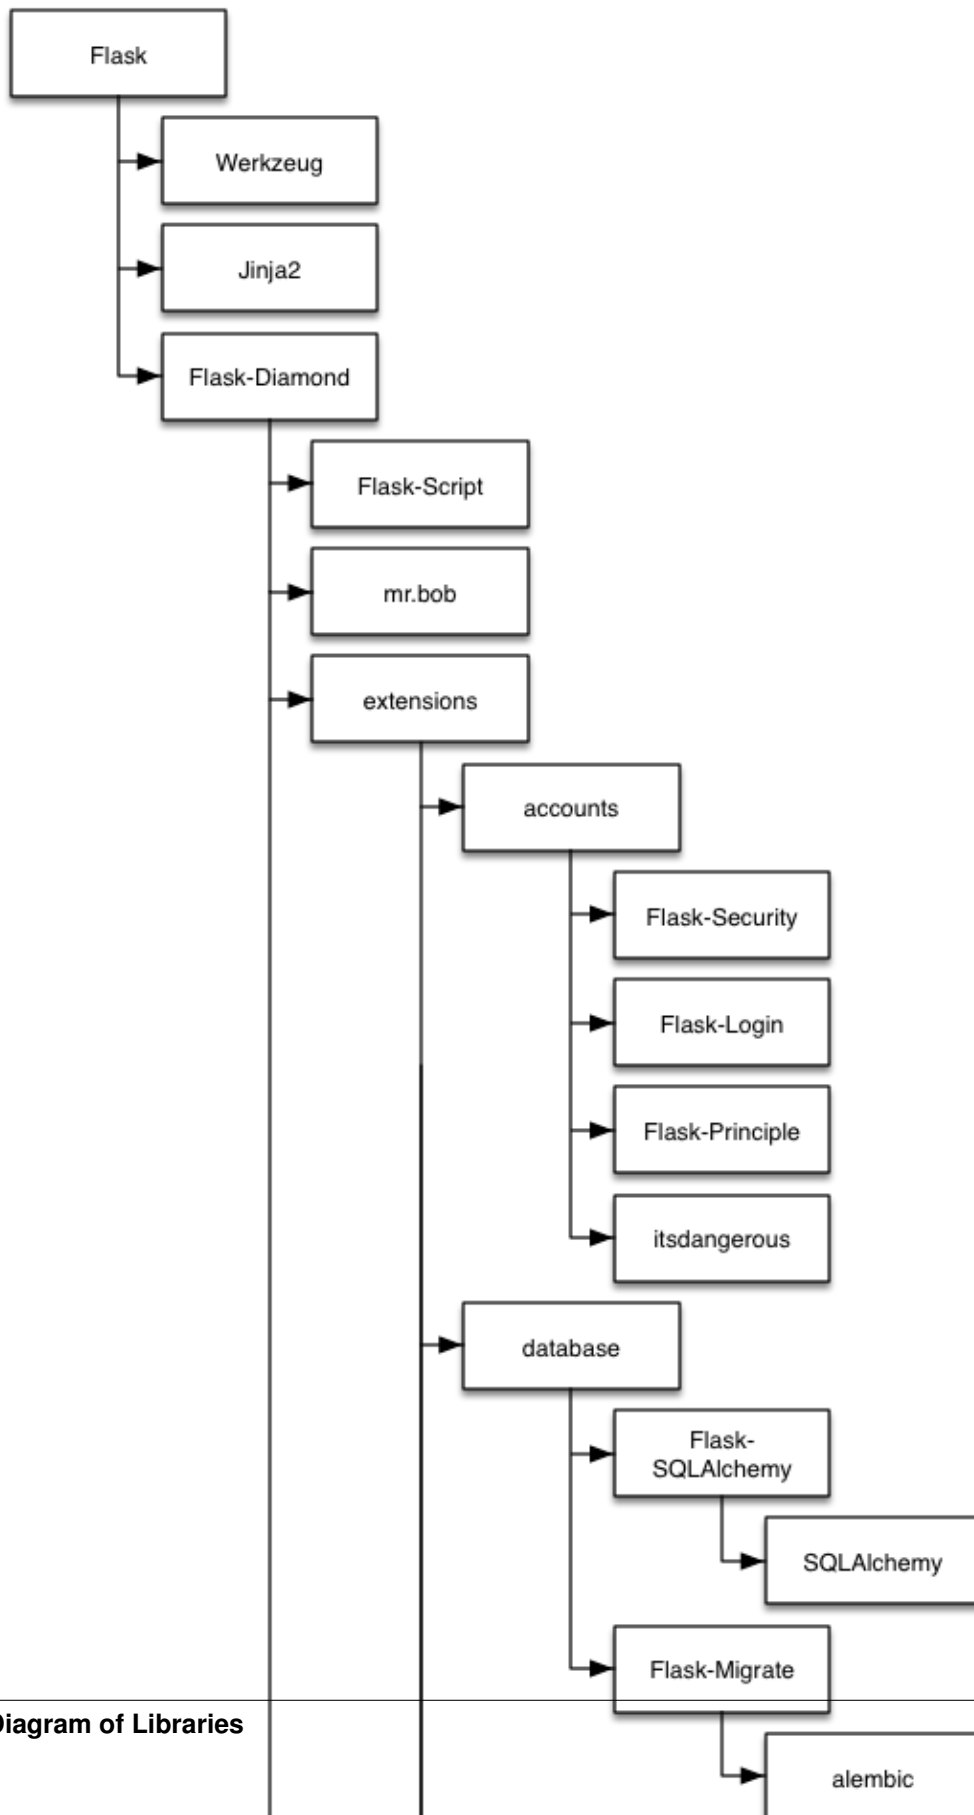 Flask
Werkzeug
Jinja2
Flask-Diamond
Flask-Script
mr.bob
extensions
accounts
Flask-Security
Flask-Login
Flask-Principle
itsdangerous
database
Flask-
SQLAlchemy
SQLAlchemy
Flask-Migrate
Diagram of Libraries
alembic